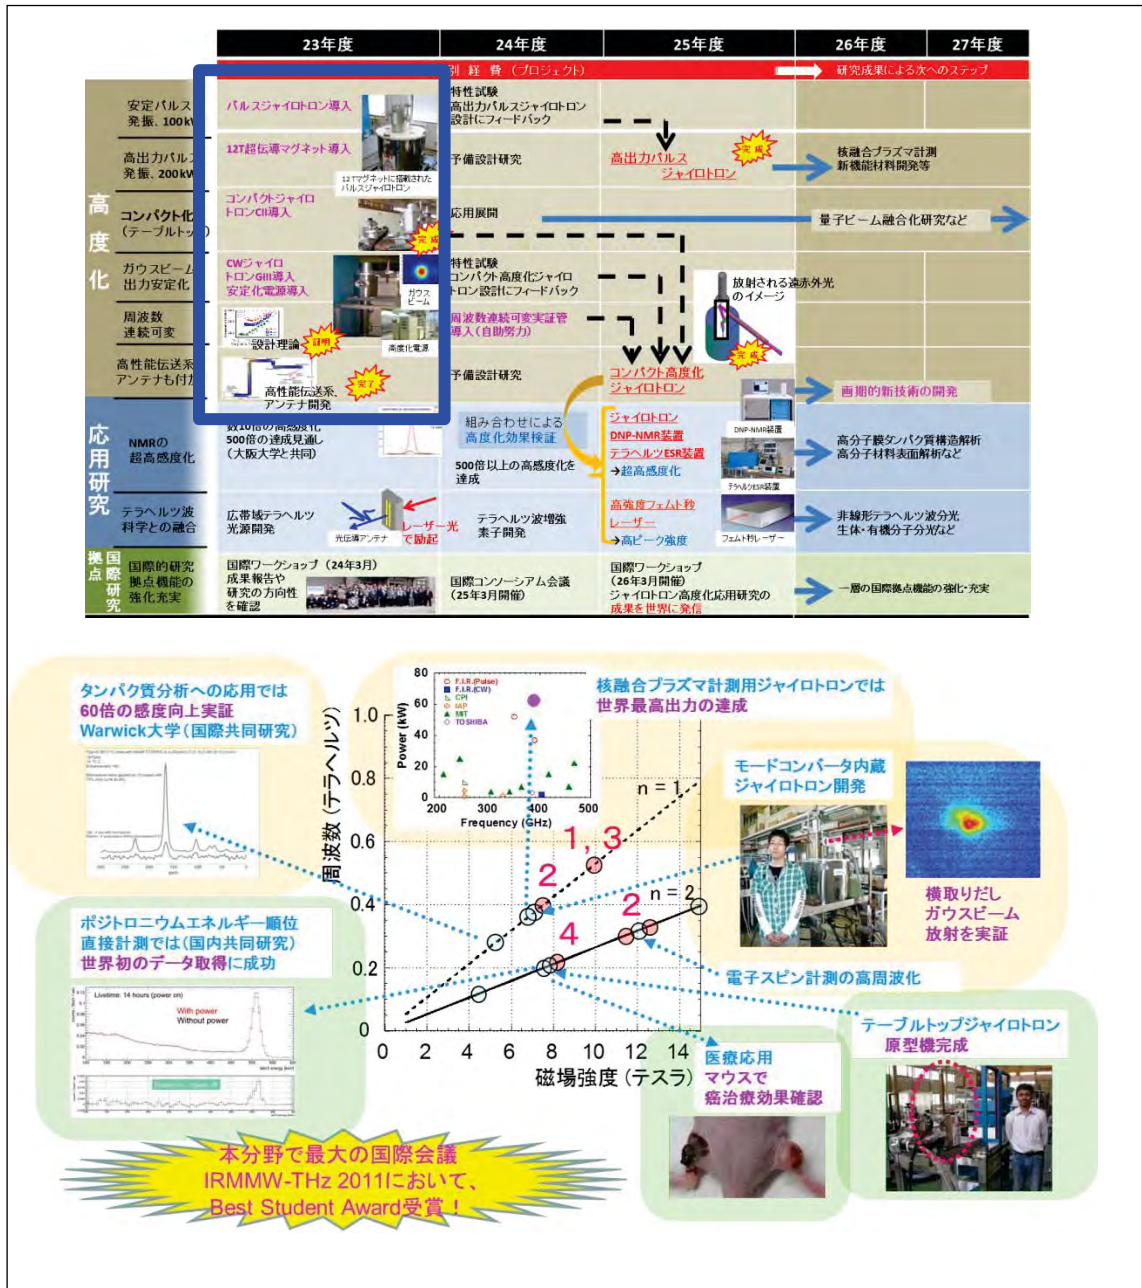 23年度
24年度
25年度
26年度
27年度
別 経 費 (プロジェクト)
研究成果による次へのステップ
高度化
安定パルス
発振、100kW
パルスジャイロトロン導入
特性試験
高出力パルスジャイロトロン
設計にフィードバック
高出力パルス
発振、200kW
12T超伝導マグネット導入
12Tマグネットに搭載された
パルスジャイロトロン
予備設計研究
高出力パルス
ジャイロトロン
完成
核融合プラズマ計測
新機能材料開発等
コンパクト化
(テーブルトップ)
コンパクトジャイロ
トロンCII導入
完成
応用展開
量子ビーム融合化研究など
ガウスビーム
出力安定化
CWジャイロ
トロンGIII導入
安定化電源導入
ガウス
ビーム
特性試験
コンパクト高度化ジャイロ
トロン設計にフィードバック
放射される遠赤外光
のイメージ
周波数
連続可変
設計理論
証明
高度化電源
周波数連続可変実証管
導入(自助努力)
完成
高性能伝送系
アンテナも付加
高性能伝送系、
アンテナ開発
完了
予備設計研究
コンパクト高度化
ジャイロトロン
画期的新技術の開発
応用研究
NMRの
超高感度化
数10倍の高感度化
500倍の達成見通し
(大阪大学と共同)
組み合わせによる
高度化効果検証
500倍以上の高感度化を
達成
ジャイロトロン
DNP-NMR装置
テラヘルツESR装置
→超高感度化
DNP-NMR装置
テラヘルツESR装置
高分子膜タンパク質構造解析
高分子材料表面解析など
テラヘルツ波
科学との融合
広帯域テラヘルツ
光源開発
光伝導アンテナ
レーザー光
で励起
テラヘルツ波増強
素子開発
高強度フェムト秒
レーザー
→高ピーク強度
フェムト秒レーザー
非線形テラヘルツ波分光
生体・有機分子分光など
国際研究
拠点
国際的研究
拠点機能の
強化充実
国際ワークショップ (24年3月)
成果報告や
研究の方向性
を確認
国際コンソーシアム会議
(25年3月開催)
国際ワークショップ
(26年3月開催)
ジャイロトロン高度化応用研究の
成果を世界に発信
一層の国際拠点機能の強化・充実
タンパク質分析への応用では
60倍の感度向上実証
Warwick大学(国際共同研究)
80
60
40
20
0
Power (kW)
F.I.R.(Pulse)
F.I.R.(CW)
CPI
IAP
MIT
TOSHIBA
200
300
400
500
Frequency (GHz)
核融合プラズマ計測用ジャイロトロンでは
世界最高出力の達成
モードコンバータ内蔵
ジャイロトロン開発
横取りだし
ガウスビーム
放射を実証
周波数 (テラヘルツ)
1.0
0.8
0.6
0.4
0.2
0
n = 1
1, 3
2
n = 2
2
4
0 2 4 6 8 10 12 14
磁場強度 (テスラ)
ポジトロニウムエネルギー順位
直接計測では(国内共同研究)
世界初のデータ取得に成功
Livetime: 14 hours (power on)
With power
Without power
電子スピン計測の高周波化
テーブルトップジャイロトロン
原型機完成
医療応用
マウスで
癌治療効果確認
本分野で最大の国際会議
IRMMW-THz 2011において、
Best Student Award受賞!